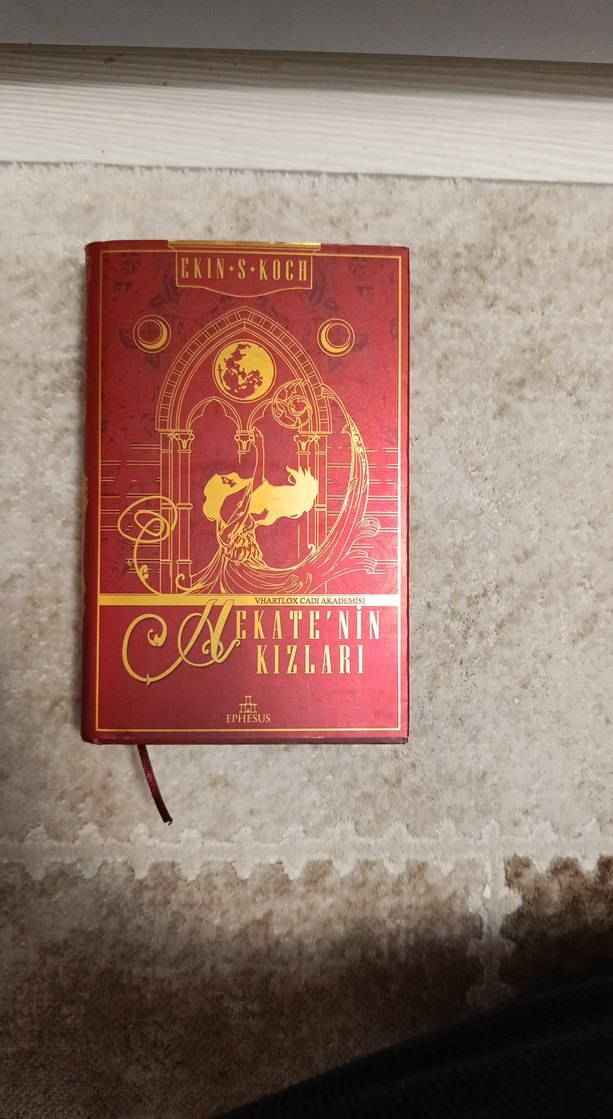 EKIN·S·KOCH
VHARTLOX CADI AKADEMİSİ
HEKATE'NİN
KIZLARI
EPHESUS